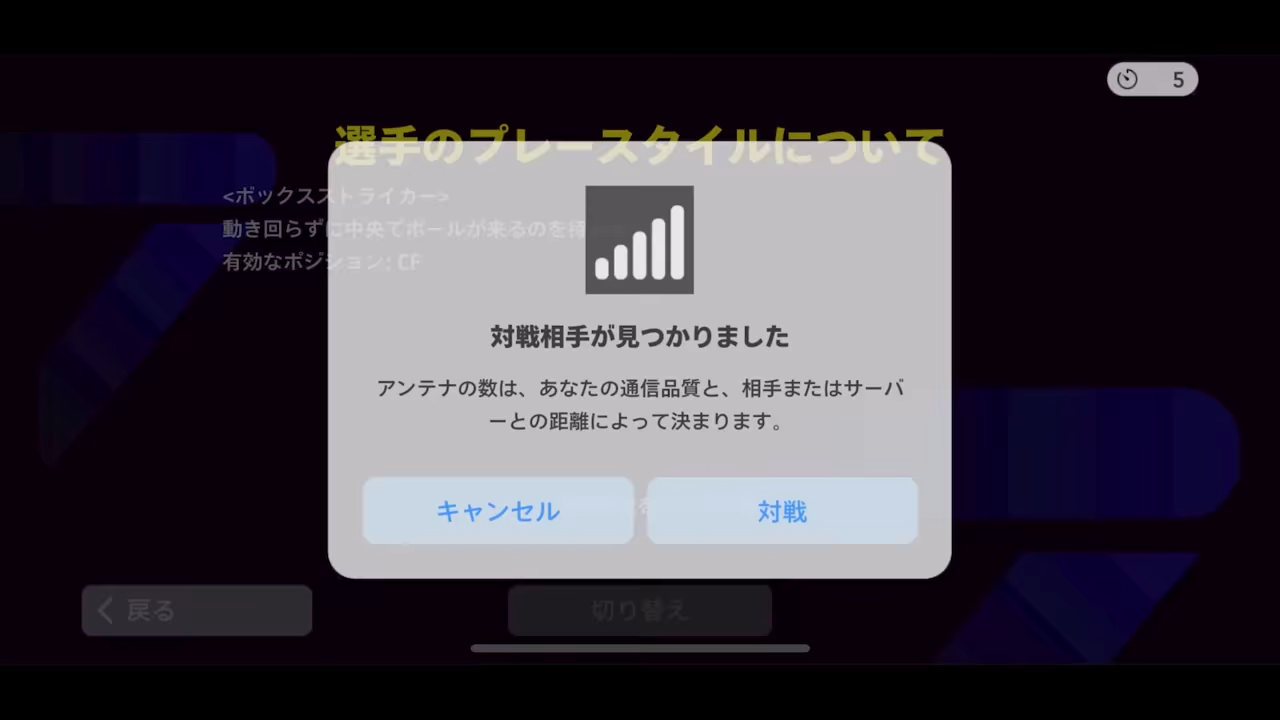 5
選手のプレースタイルについて
<ボックスストライカー>
動き回らずに中央でボールが来るのを待
有効なポジション: CF
対戦相手が見つかりました
アンテナの数は、あなたの通信品質と、相手またはサーバ
ーとの距離によって決まります。
キャンセル
対戦
戻る
切り替え